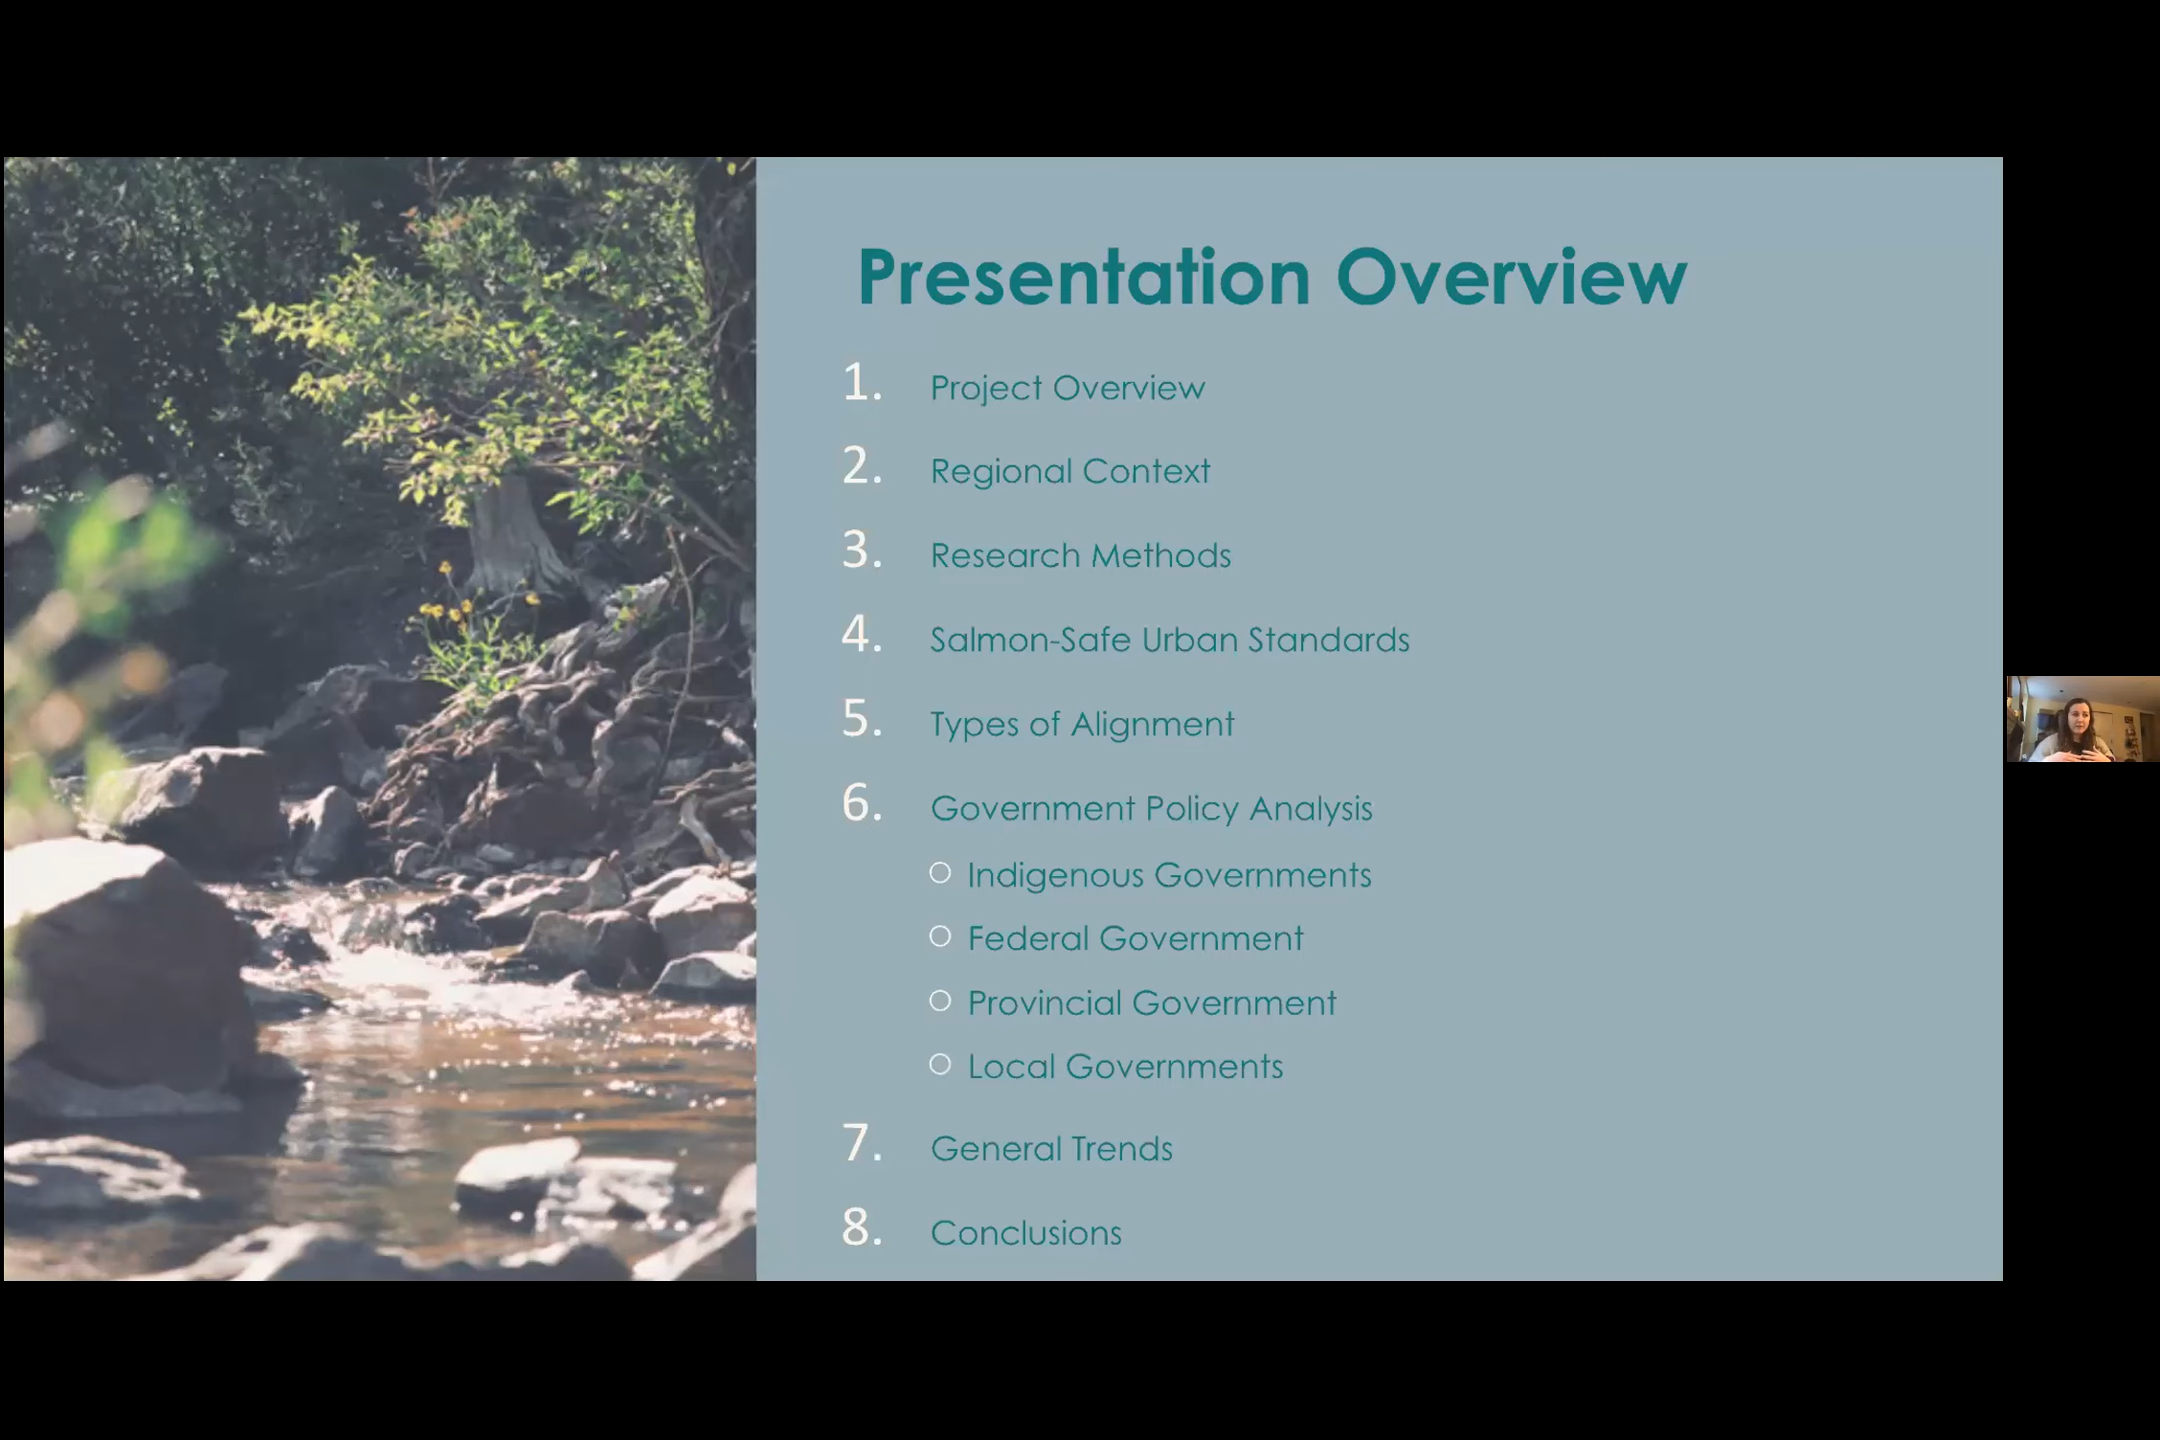 Presentation Overview
1. Project Overview
2. Regional Context
3. Research Methods
4. Salmon-Safe Urban Standards
5. Types of Alignment
6. Government Policy Analysis
Indigenous Governments
Federal Government
Provincial Government
Local Governments
7. General Trends
8. Conclusions